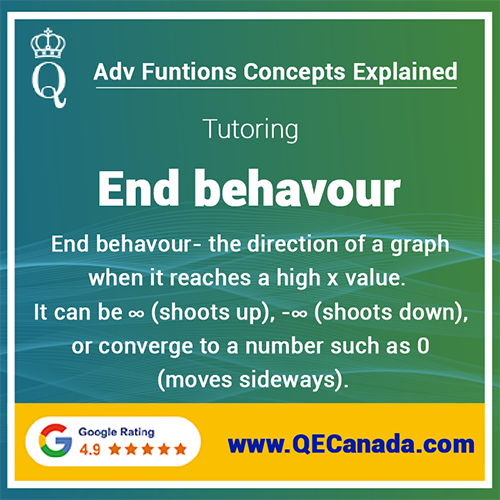 Q
Adv Funtions Concepts Explained
Tutoring
End behavour
End behavour- the direction of a graph
when it reaches a high x value.
It can be ∞ (shoots up), -∞ (shoots down),
or converge to a number such as 0
(moves sideways).
G
Google Rating
4.9 ★★★★★
www.QECanada.com